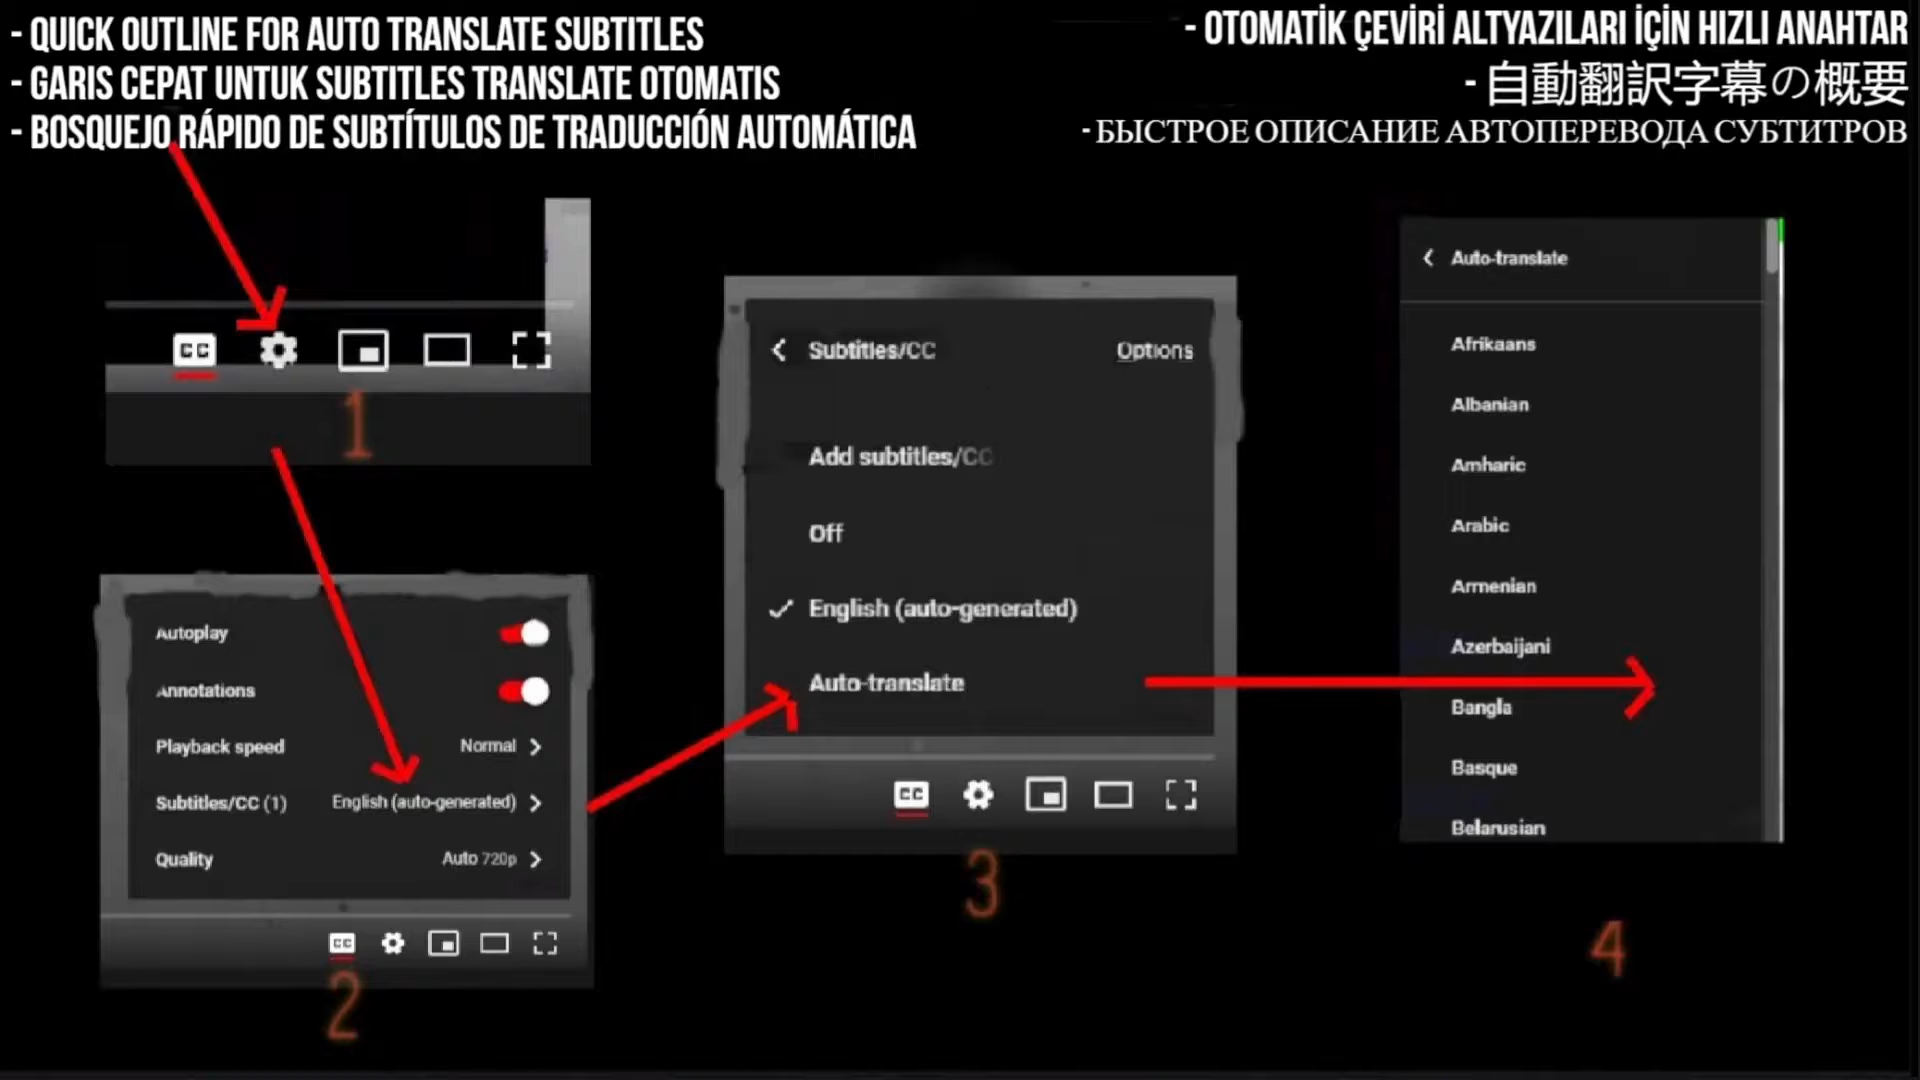 - QUICK OUTLINE FOR AUTO TRANSLATE SUBTITLES
- GARIS CEPAT UNTUK SUBTITLES TRANSLATE OTOMATIS
- BOSQUEJO RÁPIDO DE SUBTÍTULOS DE TRADUCCIÓN AUTOMÁTICA
- OTOMATİK ÇEVİRİ ALTYAZILARI İÇİN HIZLI ANAHTAR
- 自動翻訳字幕の概要
- БЫСТРОЕ ОПИСАНИЕ АВТОПЕРЕВОДА СУБТИТРОВ
CC
1
Autoplay
Annotations
Playback speed Normal
Subtitles/CC (1) English (auto-generated)
Quality Auto 720p
CC
2
Subtitles/CC Options
Add subtitles/CC
Off
English (auto-generated)
Auto-translate
CC
3
Auto-translate
Afrikaans
Albanian
Amharic
Arabic
Armenian
Azerbaijani
Bangla
Basque
Belarusian
4